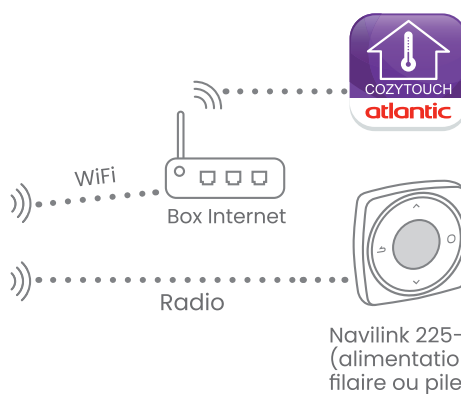 COZYTOUCH
atlantic
WiFi
Box Internet
Radio
Navilink 225-
(alimentatio
filaire ou pile